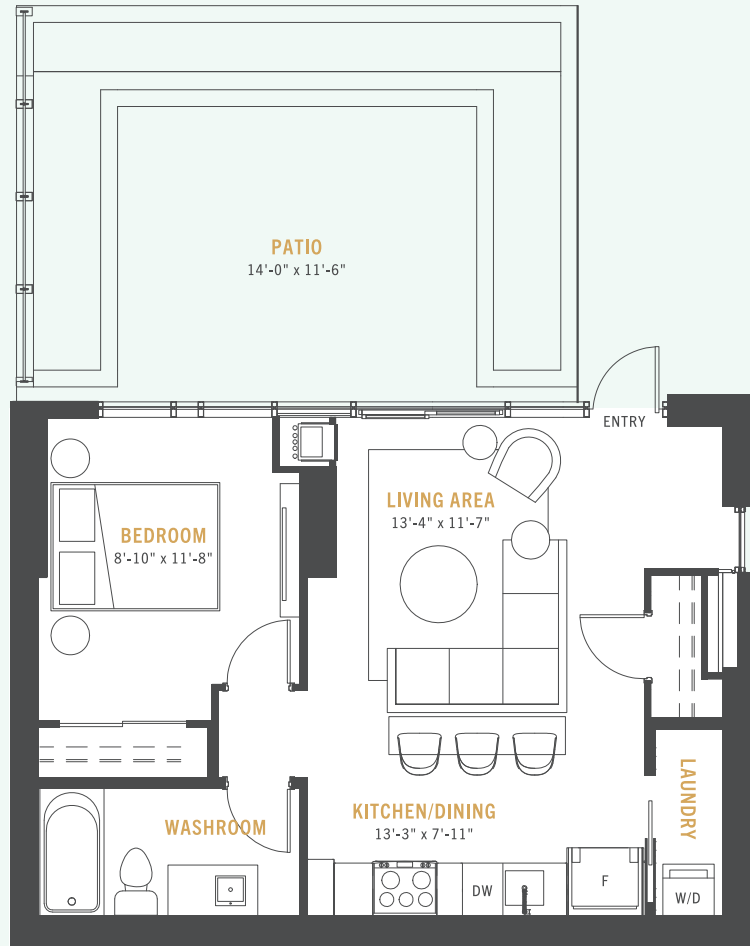 PATIO
14'-0" x 11'-6"
ENTRY
LIVING AREA
13'-4" x 11'-7"
BEDROOM
8'-10" x 11'-8"
LAUNDRY
WASHROOM
KITCHEN/DINING
13'-3" x 7'-11"
DW
F
W/D